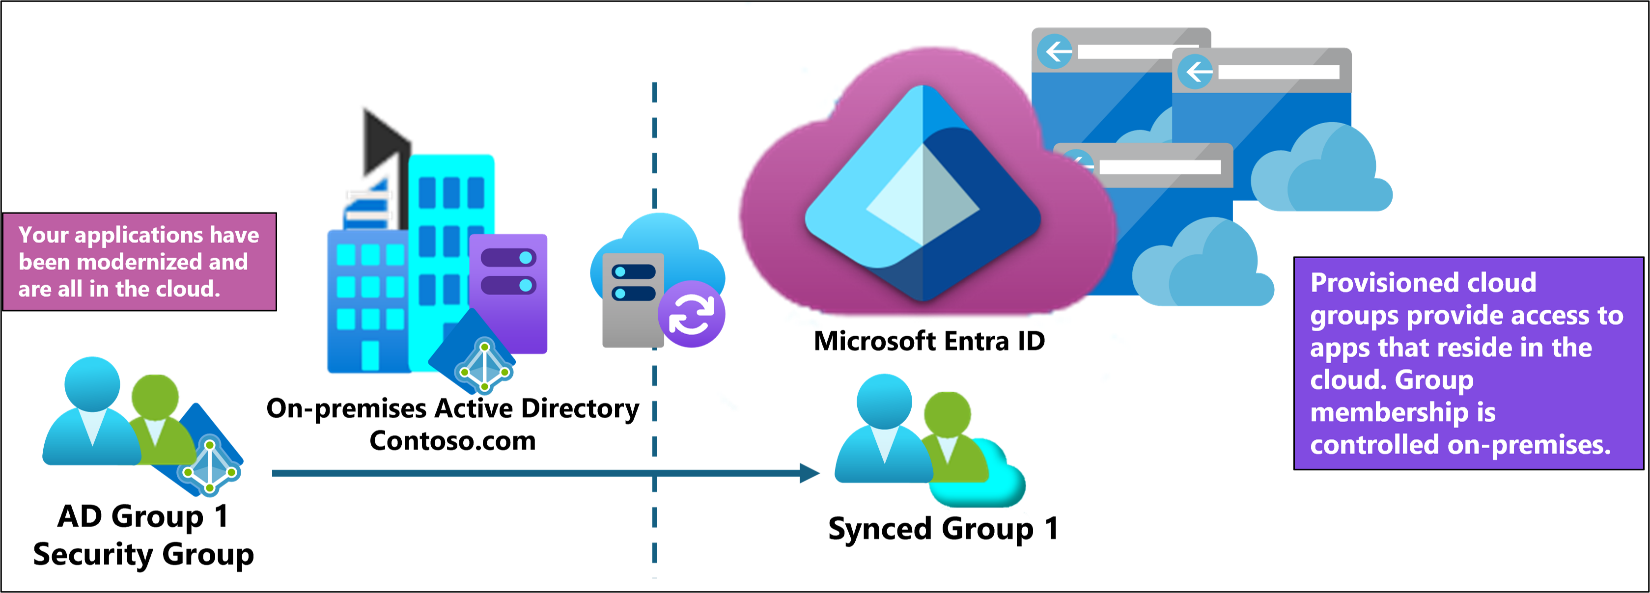 Your applications have
been modernized and
are all in the cloud.
On-premises Active Directory
Contoso.com
AD Group 1
Security Group
Microsoft Entra ID
Synced Group 1
Provisioned cloud
groups provide access to
apps that reside in the
cloud. Group
membership is
controlled on-premises.